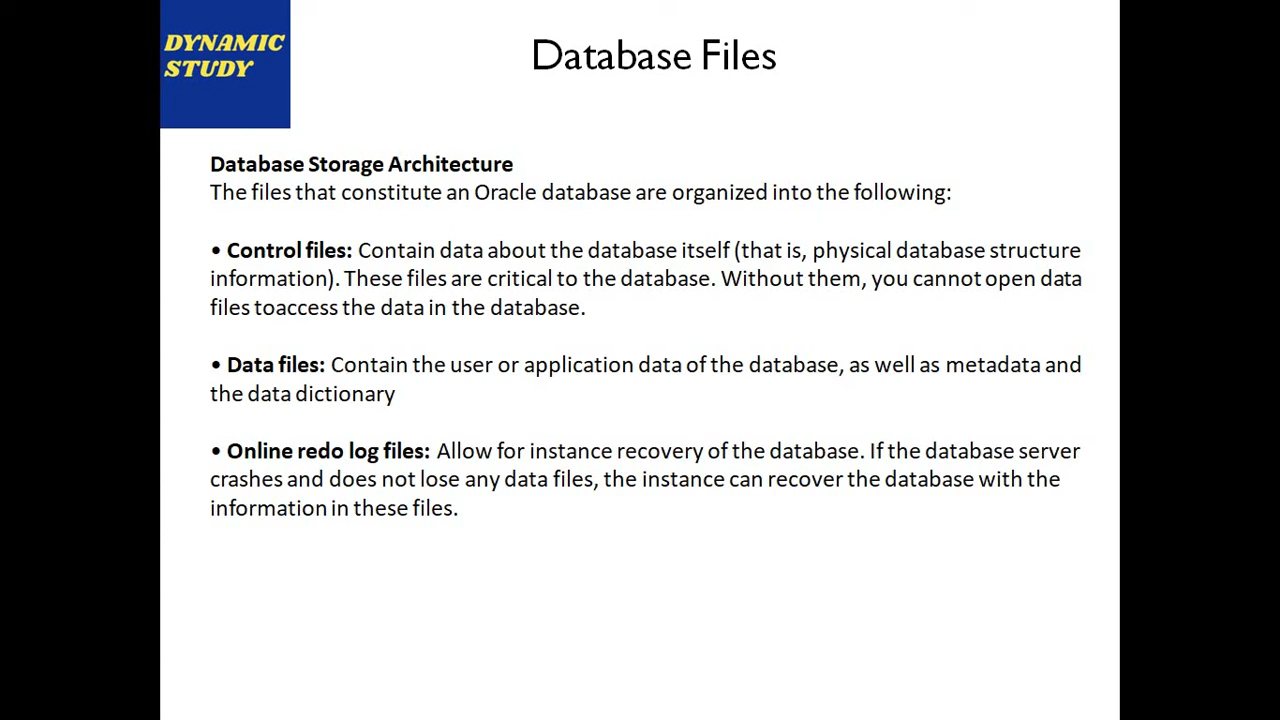 DYNAMIC
STUDY
Database Files
Database Storage Architecture
The files that constitute an Oracle database are organized into the following:
• Control files: Contain data about the database itself (that is, physical database structure
information). These files are critical to the database. Without them, you cannot open data
files toaccess the data in the database.
• Data files: Contain the user or application data of the database, as well as metadata and
the data dictionary
• Online redo log files: Allow for instance recovery of the database. If the database server
crashes and does not lose any data files, the instance can recover the database with the
information in these files.